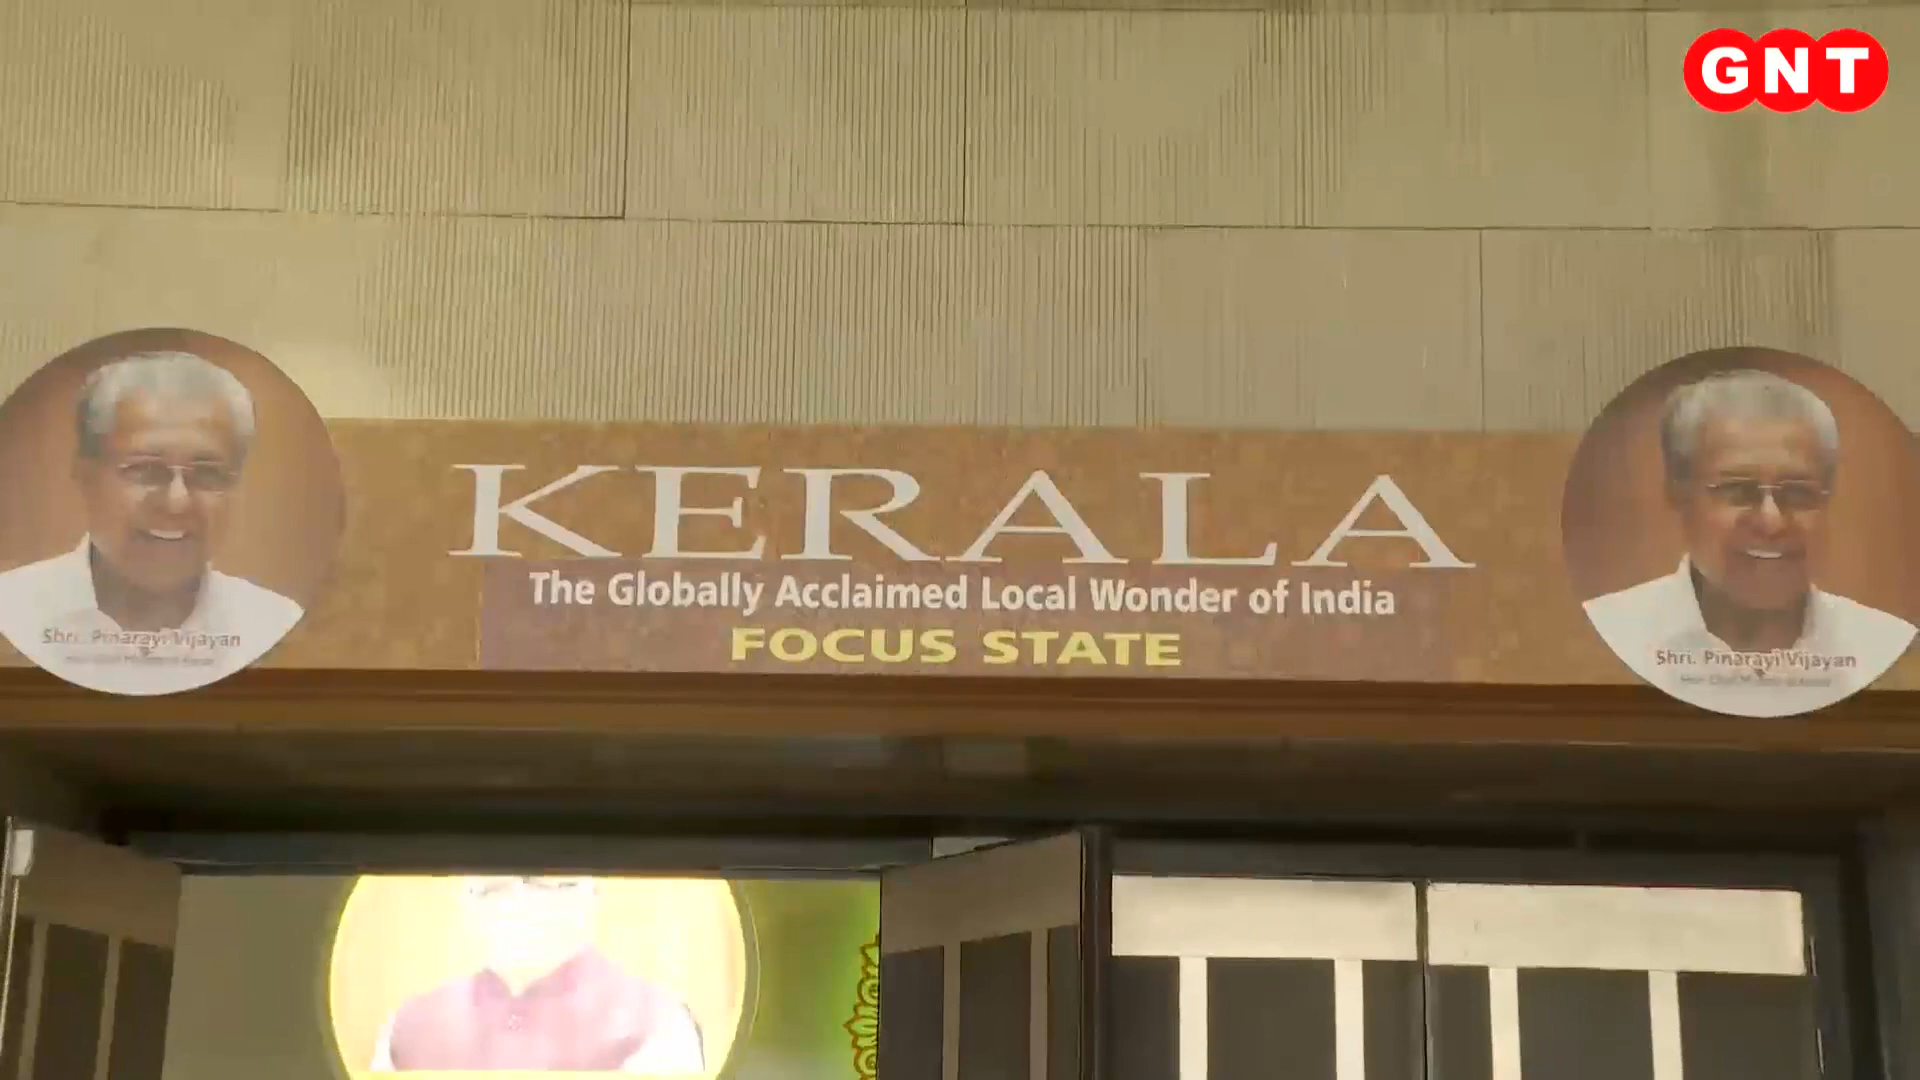 GNT
KERALA
The Globally Acclaimed Local Wonder of India
FOCUS STATE
Shri. Pinarayi Vijayan
Shri. Pinarayi Vijayan